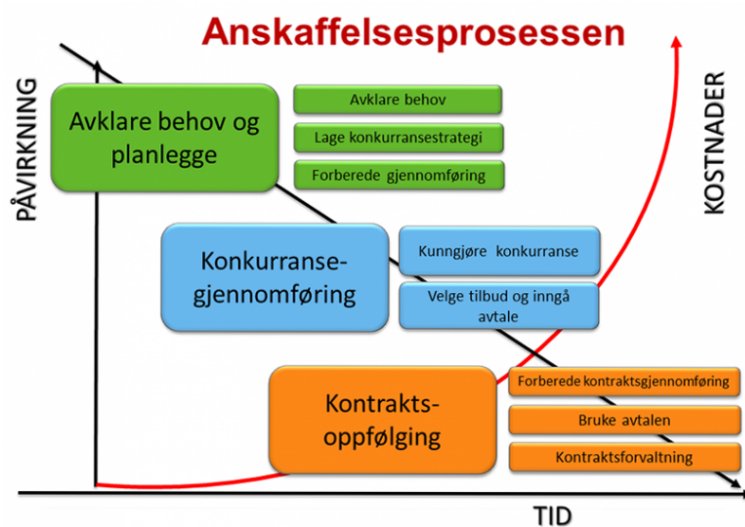 Anskaffelsesprosessen
PÅVIRKNING
KOSTNADER
Avklare behov og
planlegge
Avklare behov
Lage konkurransestrategi
Forberede gjennomføring
Konkurranse-
gjennomføring
Kunngjøre konkurranse
Velge tilbud og inngå
avtale
Kontrakts-
oppfølging
Forberede kontraktsgjennomføring
Bruke avtalen
Kontraktsforvaltning
TID